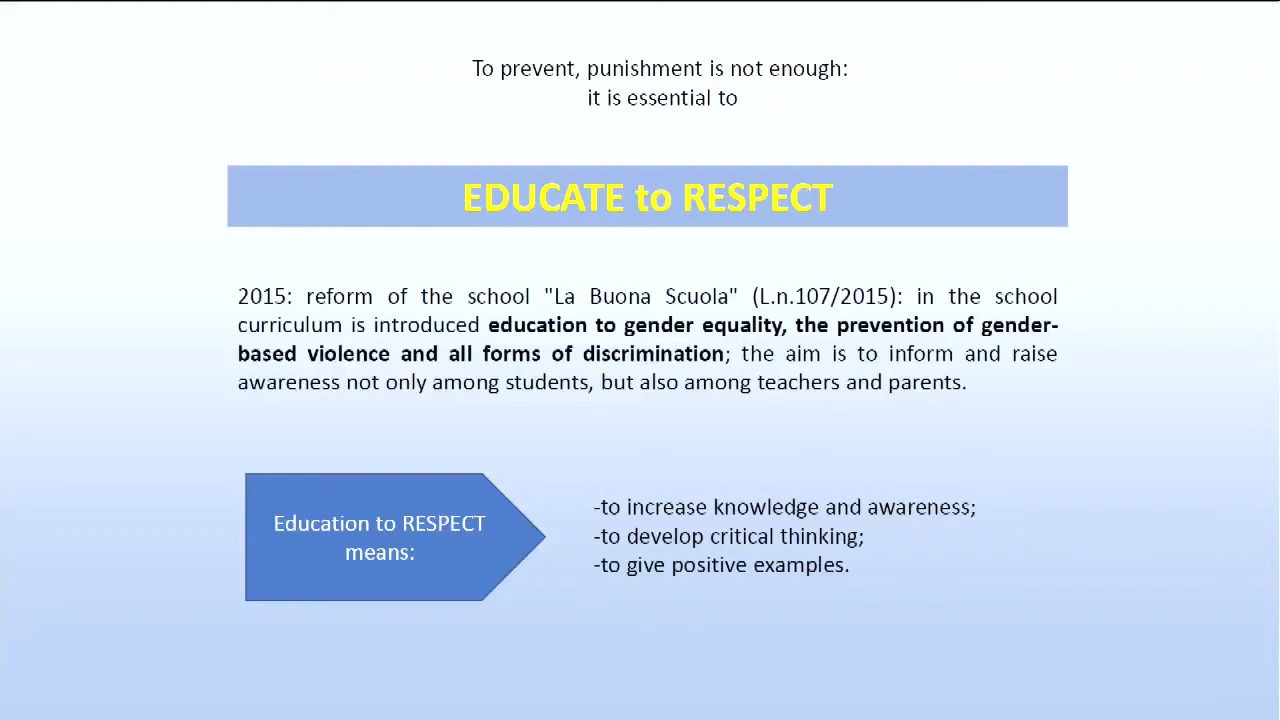 To prevent, punishment is not enough:
it is essential to
EDUCATE to RESPECT
2015: reform of the school "La Buona Scuola" (L.n.107/2015): in the school
curriculum is introduced education to gender equality, the prevention of gender-
based violence and all forms of discrimination; the aim is to inform and raise
awareness not only among students, but also among teachers and parents.
Education to RESPECT
means:
-to increase knowledge and awareness;
-to develop critical thinking;
-to give positive examples.